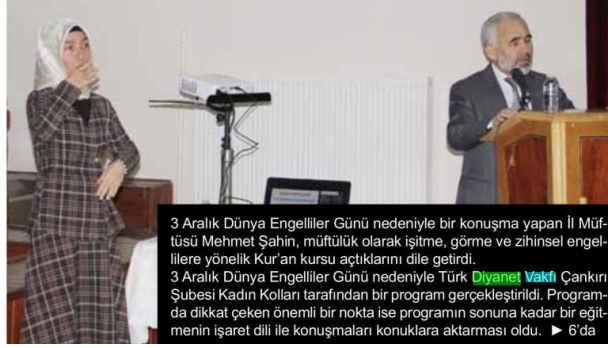 3 Aralık Dünya Engelliler Günü nedeniyle bir konuşma yapan İl Müf-
tüsü Mehmet Şahin, müftülük olarak işitme, görme ve zihinsel engel-
lilere yönelik Kur'an kursu açtıklarını dile getirdi.
3 Aralık Dünya Engelliler Günü nedeniyle Türk Diyanet Vakfı Çankırı
Şubesi Kadın Kolları tarafından bir program gerçekleştirildi. Program-
da dikkat çeken önemli bir nokta ise programın sonuna kadar bir eğit-
menin işaret dili ile konuşmaları konuklara aktarması oldu. ► 6'da